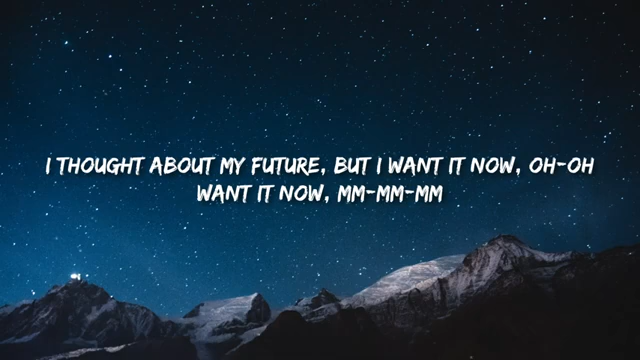 I THOUGHT ABOUT MY FUTURE, BUT I WANT IT NOW, OH-OH
WANT IT NOW, MM-MM-MM